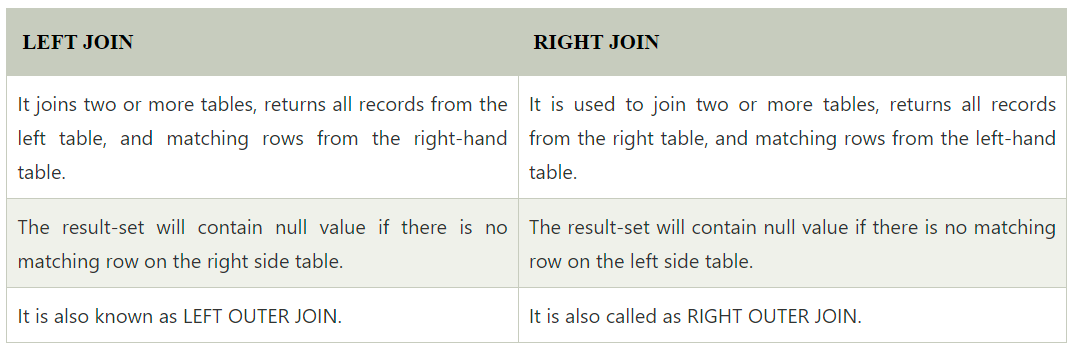 LEFT JOIN
RIGHT JOIN
It joins two or more tables, returns all records from the
left table, and matching rows from the right-hand
table.
It is used to join two or more tables, returns all records
from the right table, and matching rows from the left-hand
table.
The result-set will contain null value if there is no
matching row on the right side table.
The result-set will contain null value if there is no matching
row on the left side table.
It is also known as LEFT OUTER JOIN.
It is also called as RIGHT OUTER JOIN.